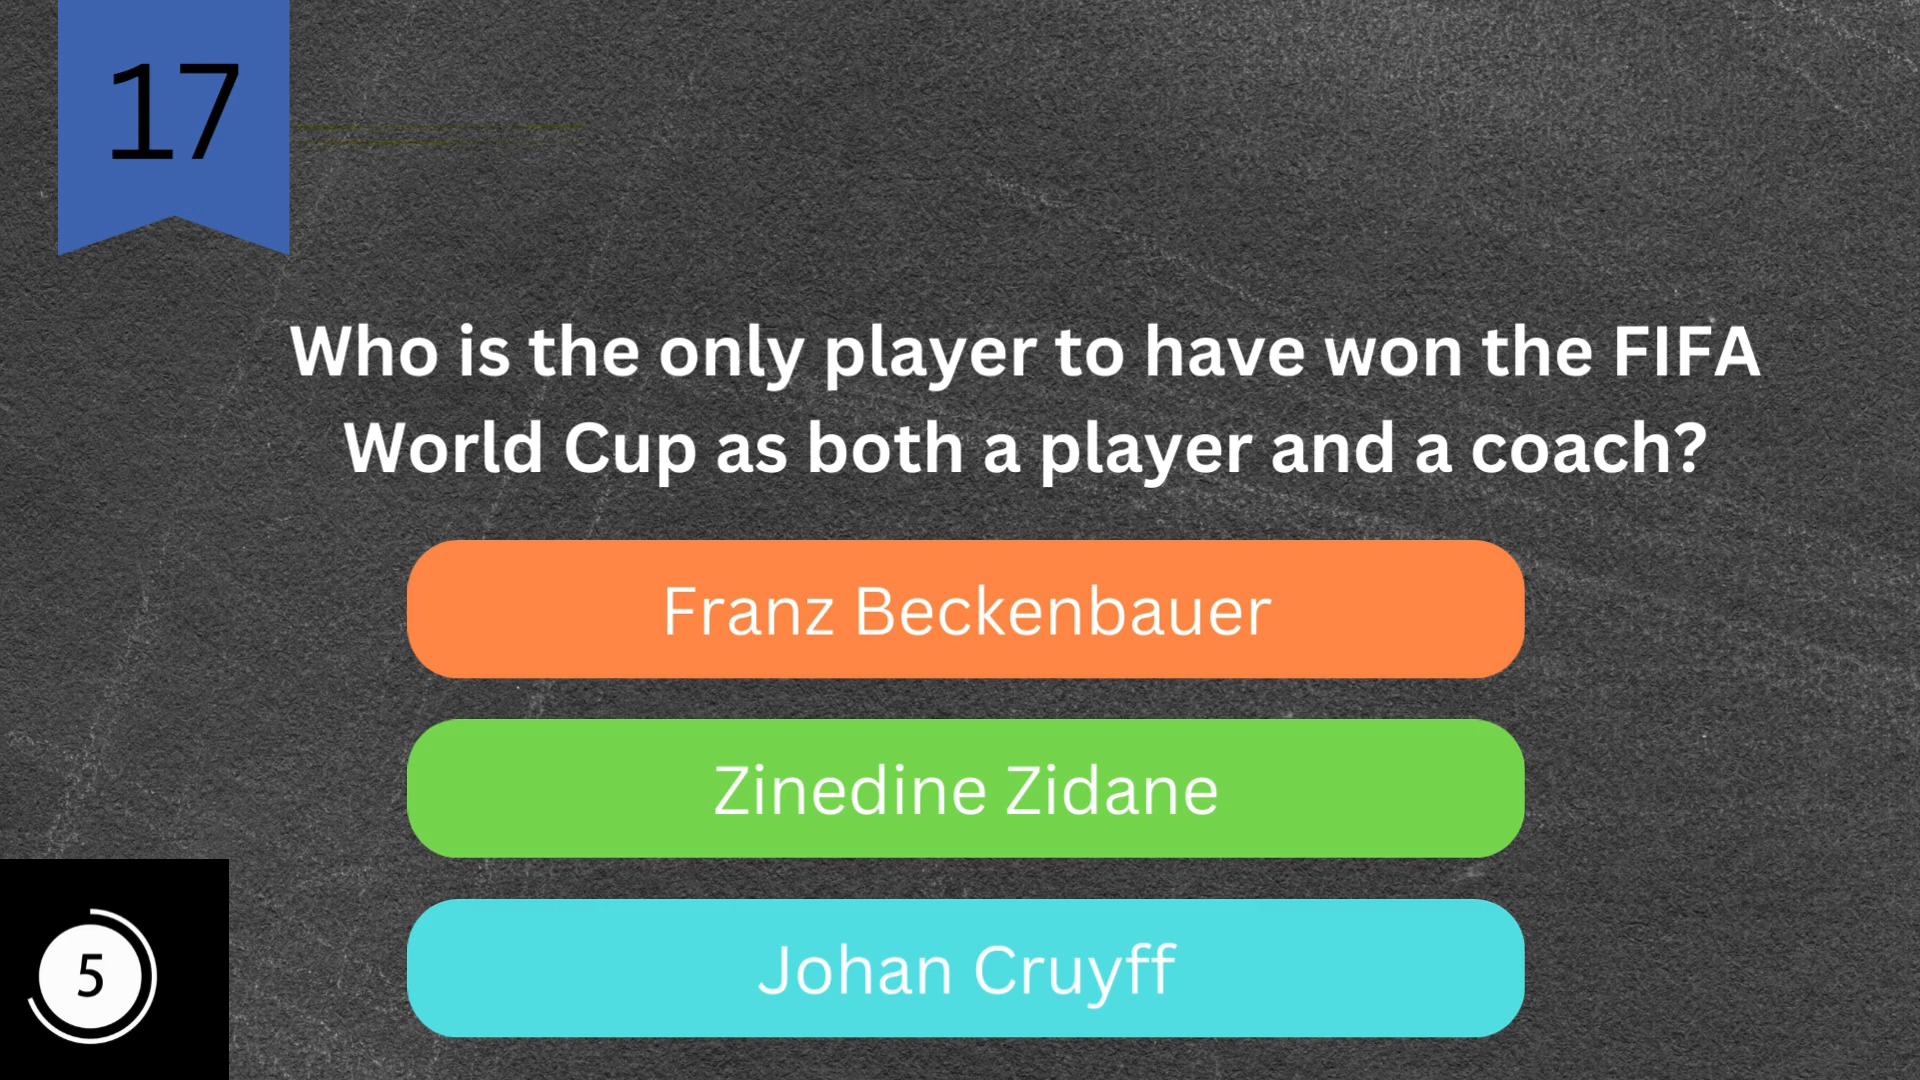 17
Who is the only player to have won the FIFA
World Cup as both a player and a coach?
Franz Beckenbauer
Zinedine Zidane
Johan Cruyff
5